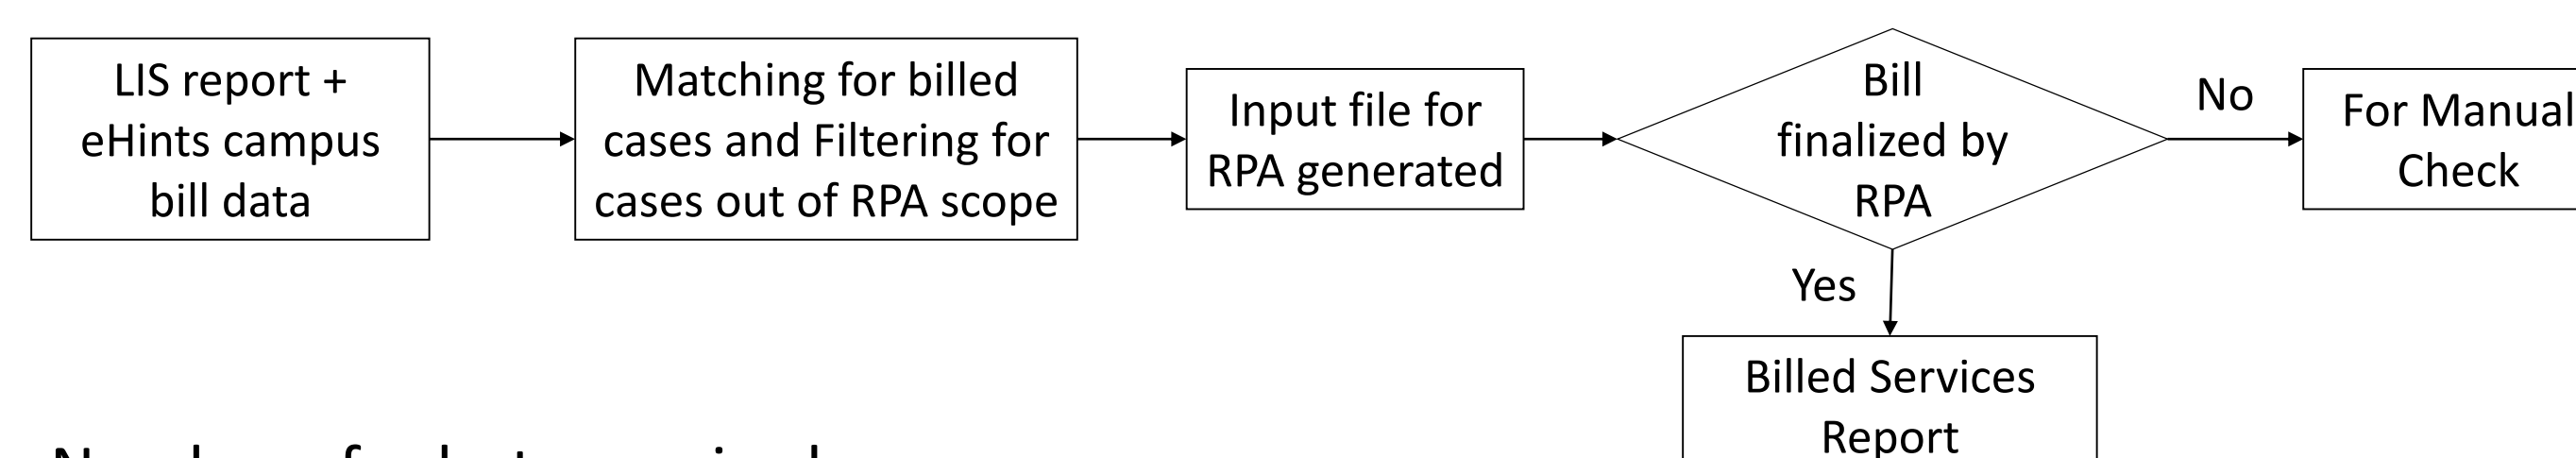 LIS report +
eHints campus
bill data
Matching for billed
cases and Filtering for
cases out of RPA scope
Input file for
RPA generated
Bill
finalized by
RPA
No
For Manual
Check
Yes
Billed Services
Report